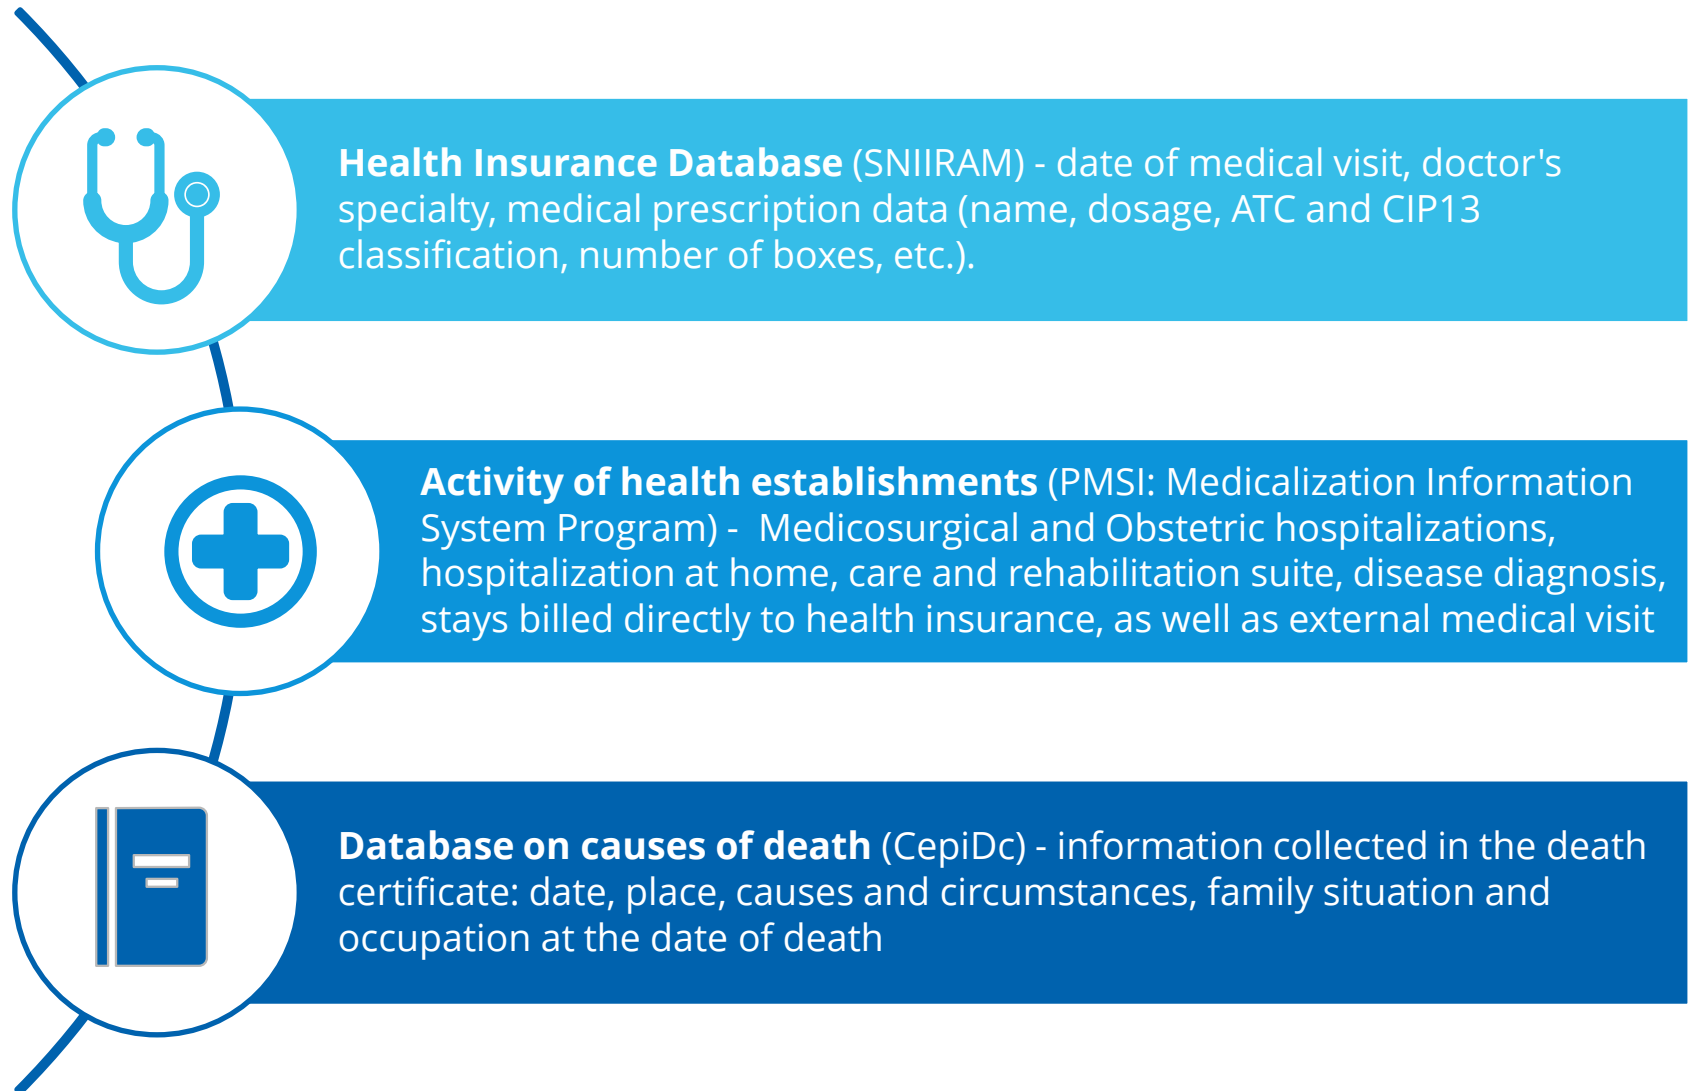 Health Insurance Database (SNIIRAM) - date of medical visit, doctor's
specialty, medical prescription data (name, dosage, ATC and CIP13
classification, number of boxes, etc.).
Activity of health establishments (PMSI: Medicalization Information
System Program) -  Medicosurgical and Obstetric hospitalizations,
hospitalization at home, care and rehabilitation suite, disease diagnosis,
stays billed directly to health insurance, as well as external medical visit
Database on causes of death (CepiDc) - information collected in the death
certificate: date, place, causes and circumstances, family situation and
occupation at the date of death